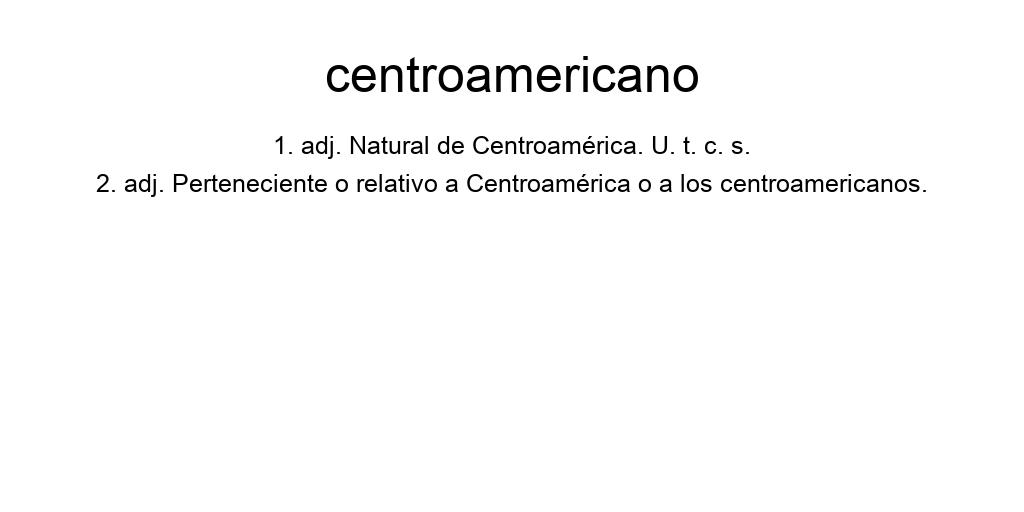 centroamericano
1. adj. Natural de Centroamérica. U. t. c. s.
2. adj. Perteneciente o relativo a Centroamérica o a los centroamericanos.